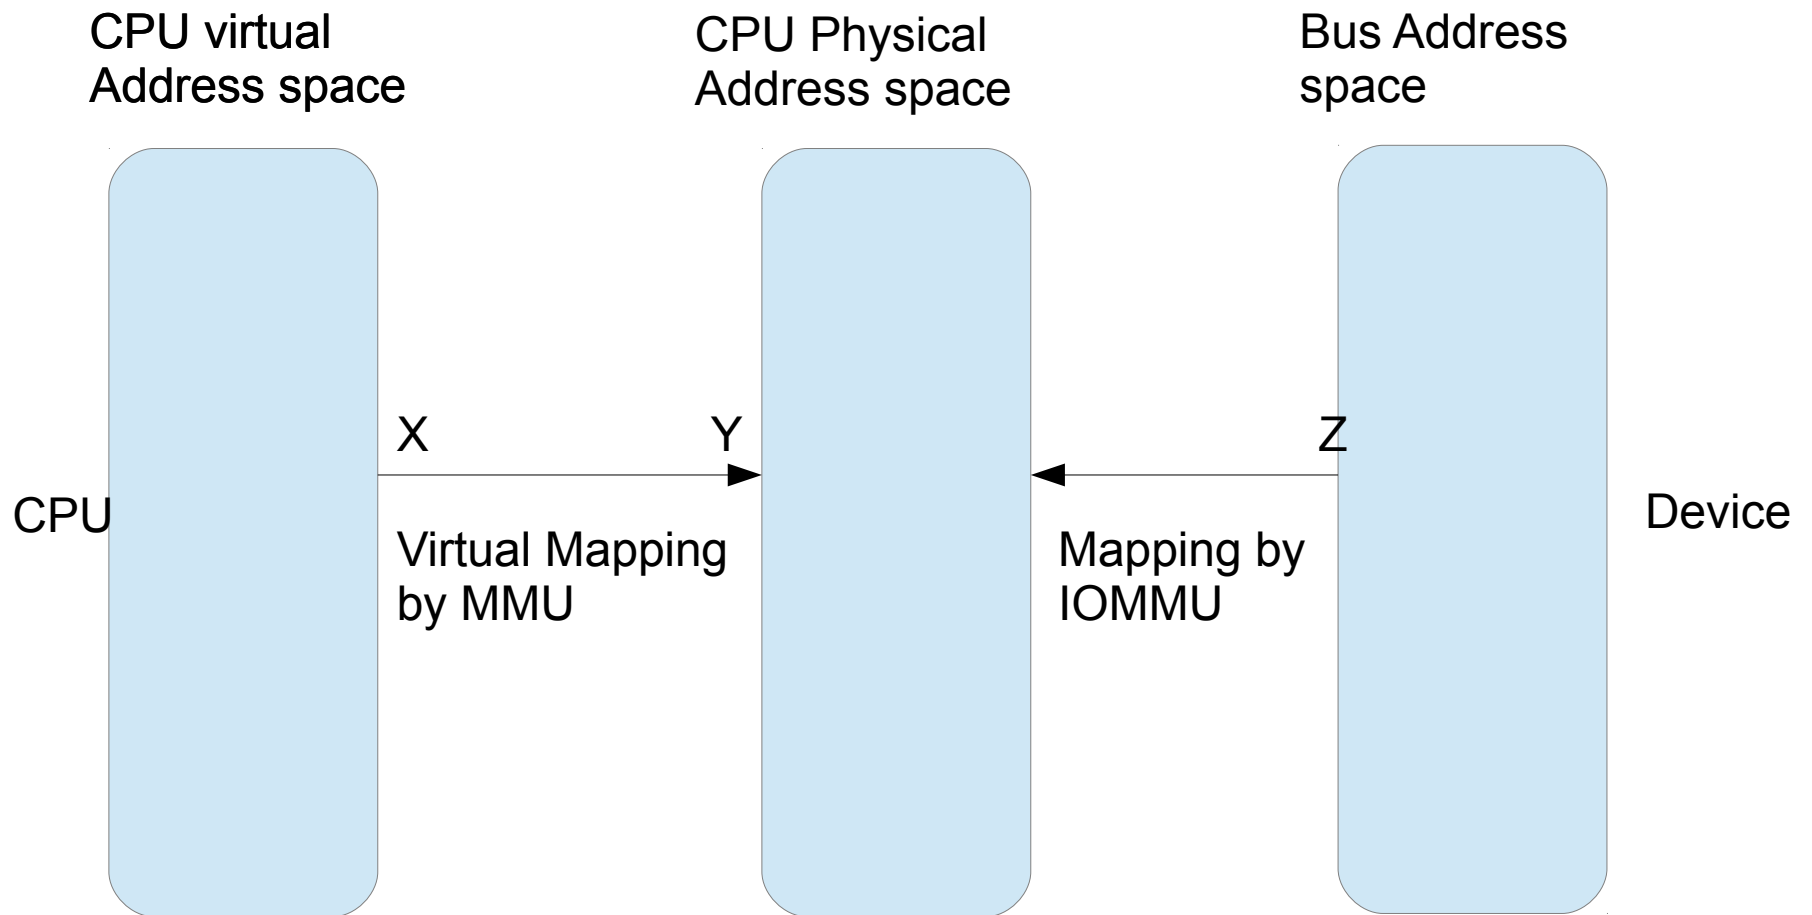 CPU virtual
Address space
CPU Physical
Address space
Bus Address
space
X
Y
Z
CPU
Device
Virtual Mapping
by MMU
Mapping by
IOMMU